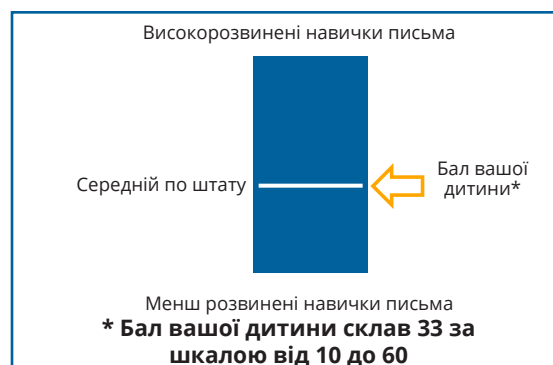 Високорозвинені навички письма
Середній по штату
Бал вашої
дитини*
Менш розвинені навички письма
* Бал вашої дитини склав 33 за
шкалою від 10 до 60